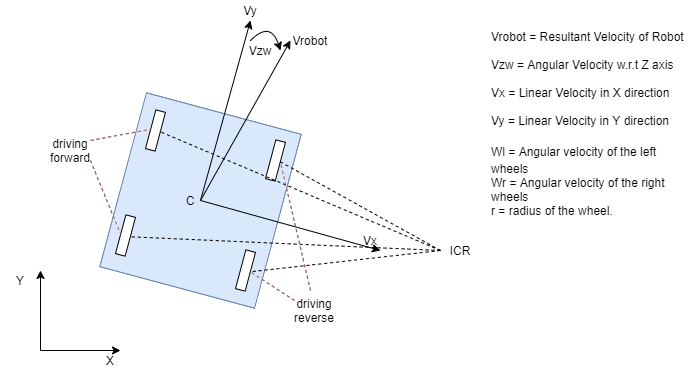 Vy
Vrobot
Vzw
driving
forward
C
Vx
ICR
driving
reverse
Y
X
Vrobot = Resultant Velocity of Robot
Vzw = Angular Velocity w.r.t Z axis
Vx = Linear Velocity in X direction
Vy = Linear Velocity in Y direction
Wl = Angular velocity of the left
wheels
Wr = Angular velocity of the right
wheels
r = radius of the wheel.